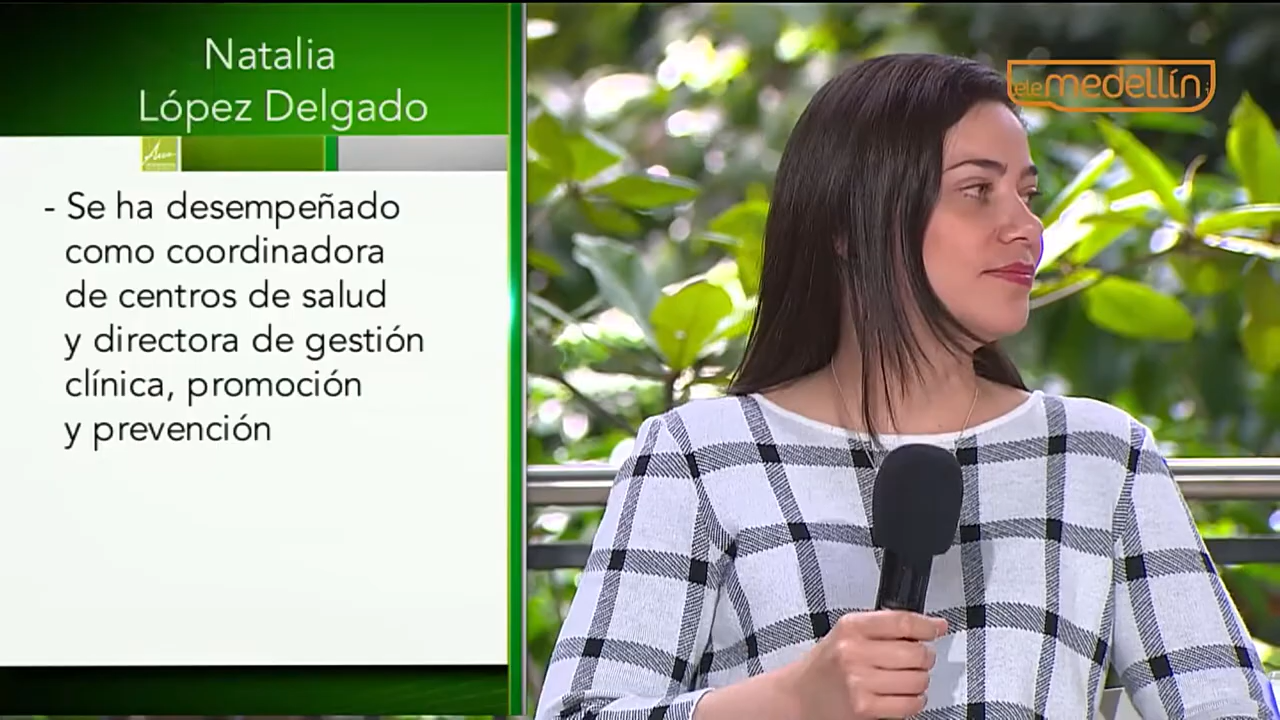 Natalia
López Delgado
- Se ha desempeñado
como coordinadora
de centros de salud
y directora de gestión
clínica, promoción
y prevención
telemedellín